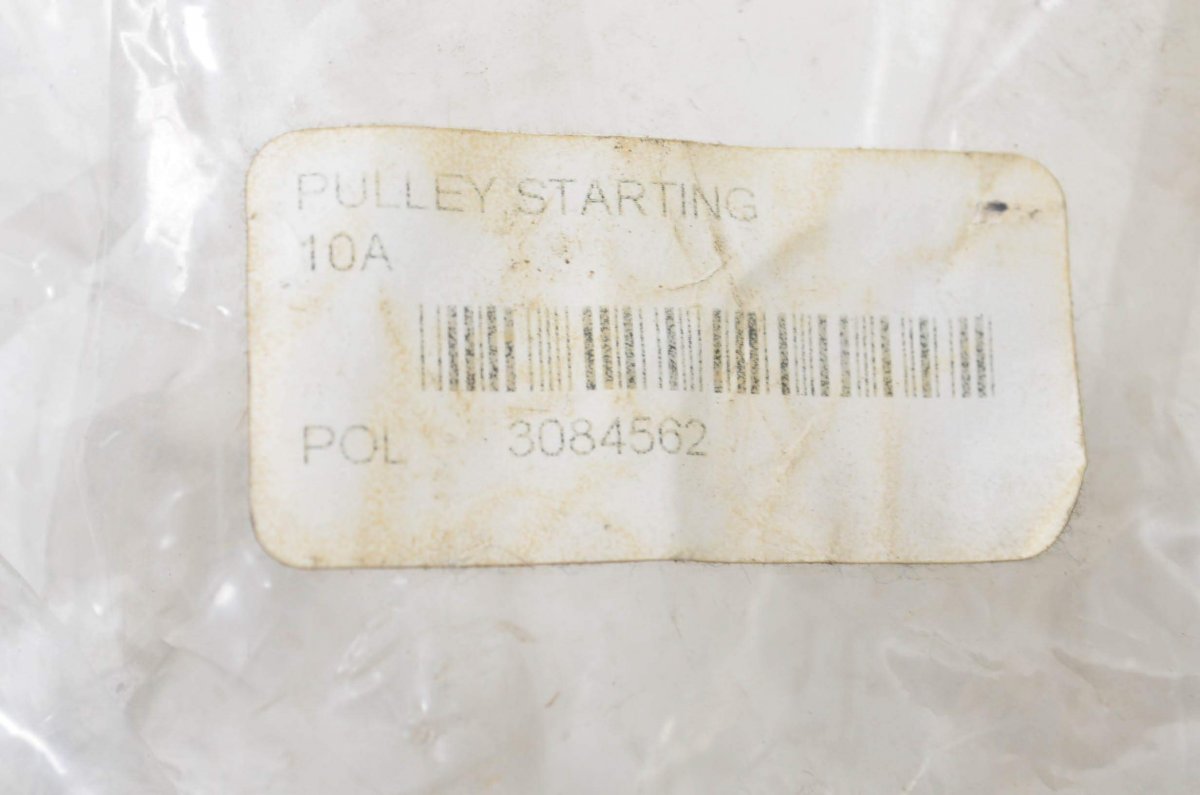 PULLEY,STARTING
10A
POL 3084562